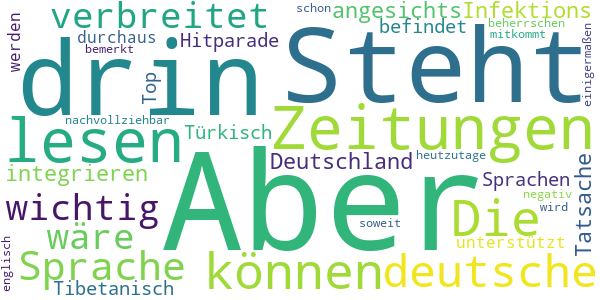 schon
angesichts
Infektions
verbreitet
durchaus
befindet
beherrschen
mitkommt
Hitparade
bemerkt
werden
Top
drin
Steht
einigermaßen
nachvollziehbar
lesen
Türkisch
Zeitungen
Deutschland
heutzutage
integrieren
Sprachen
Tatsache
negativ
wichtig
Aber
Die
wird
soweit
wäre
unterstützt
englisch
Sprache
können
deutsche
Tibetanisch